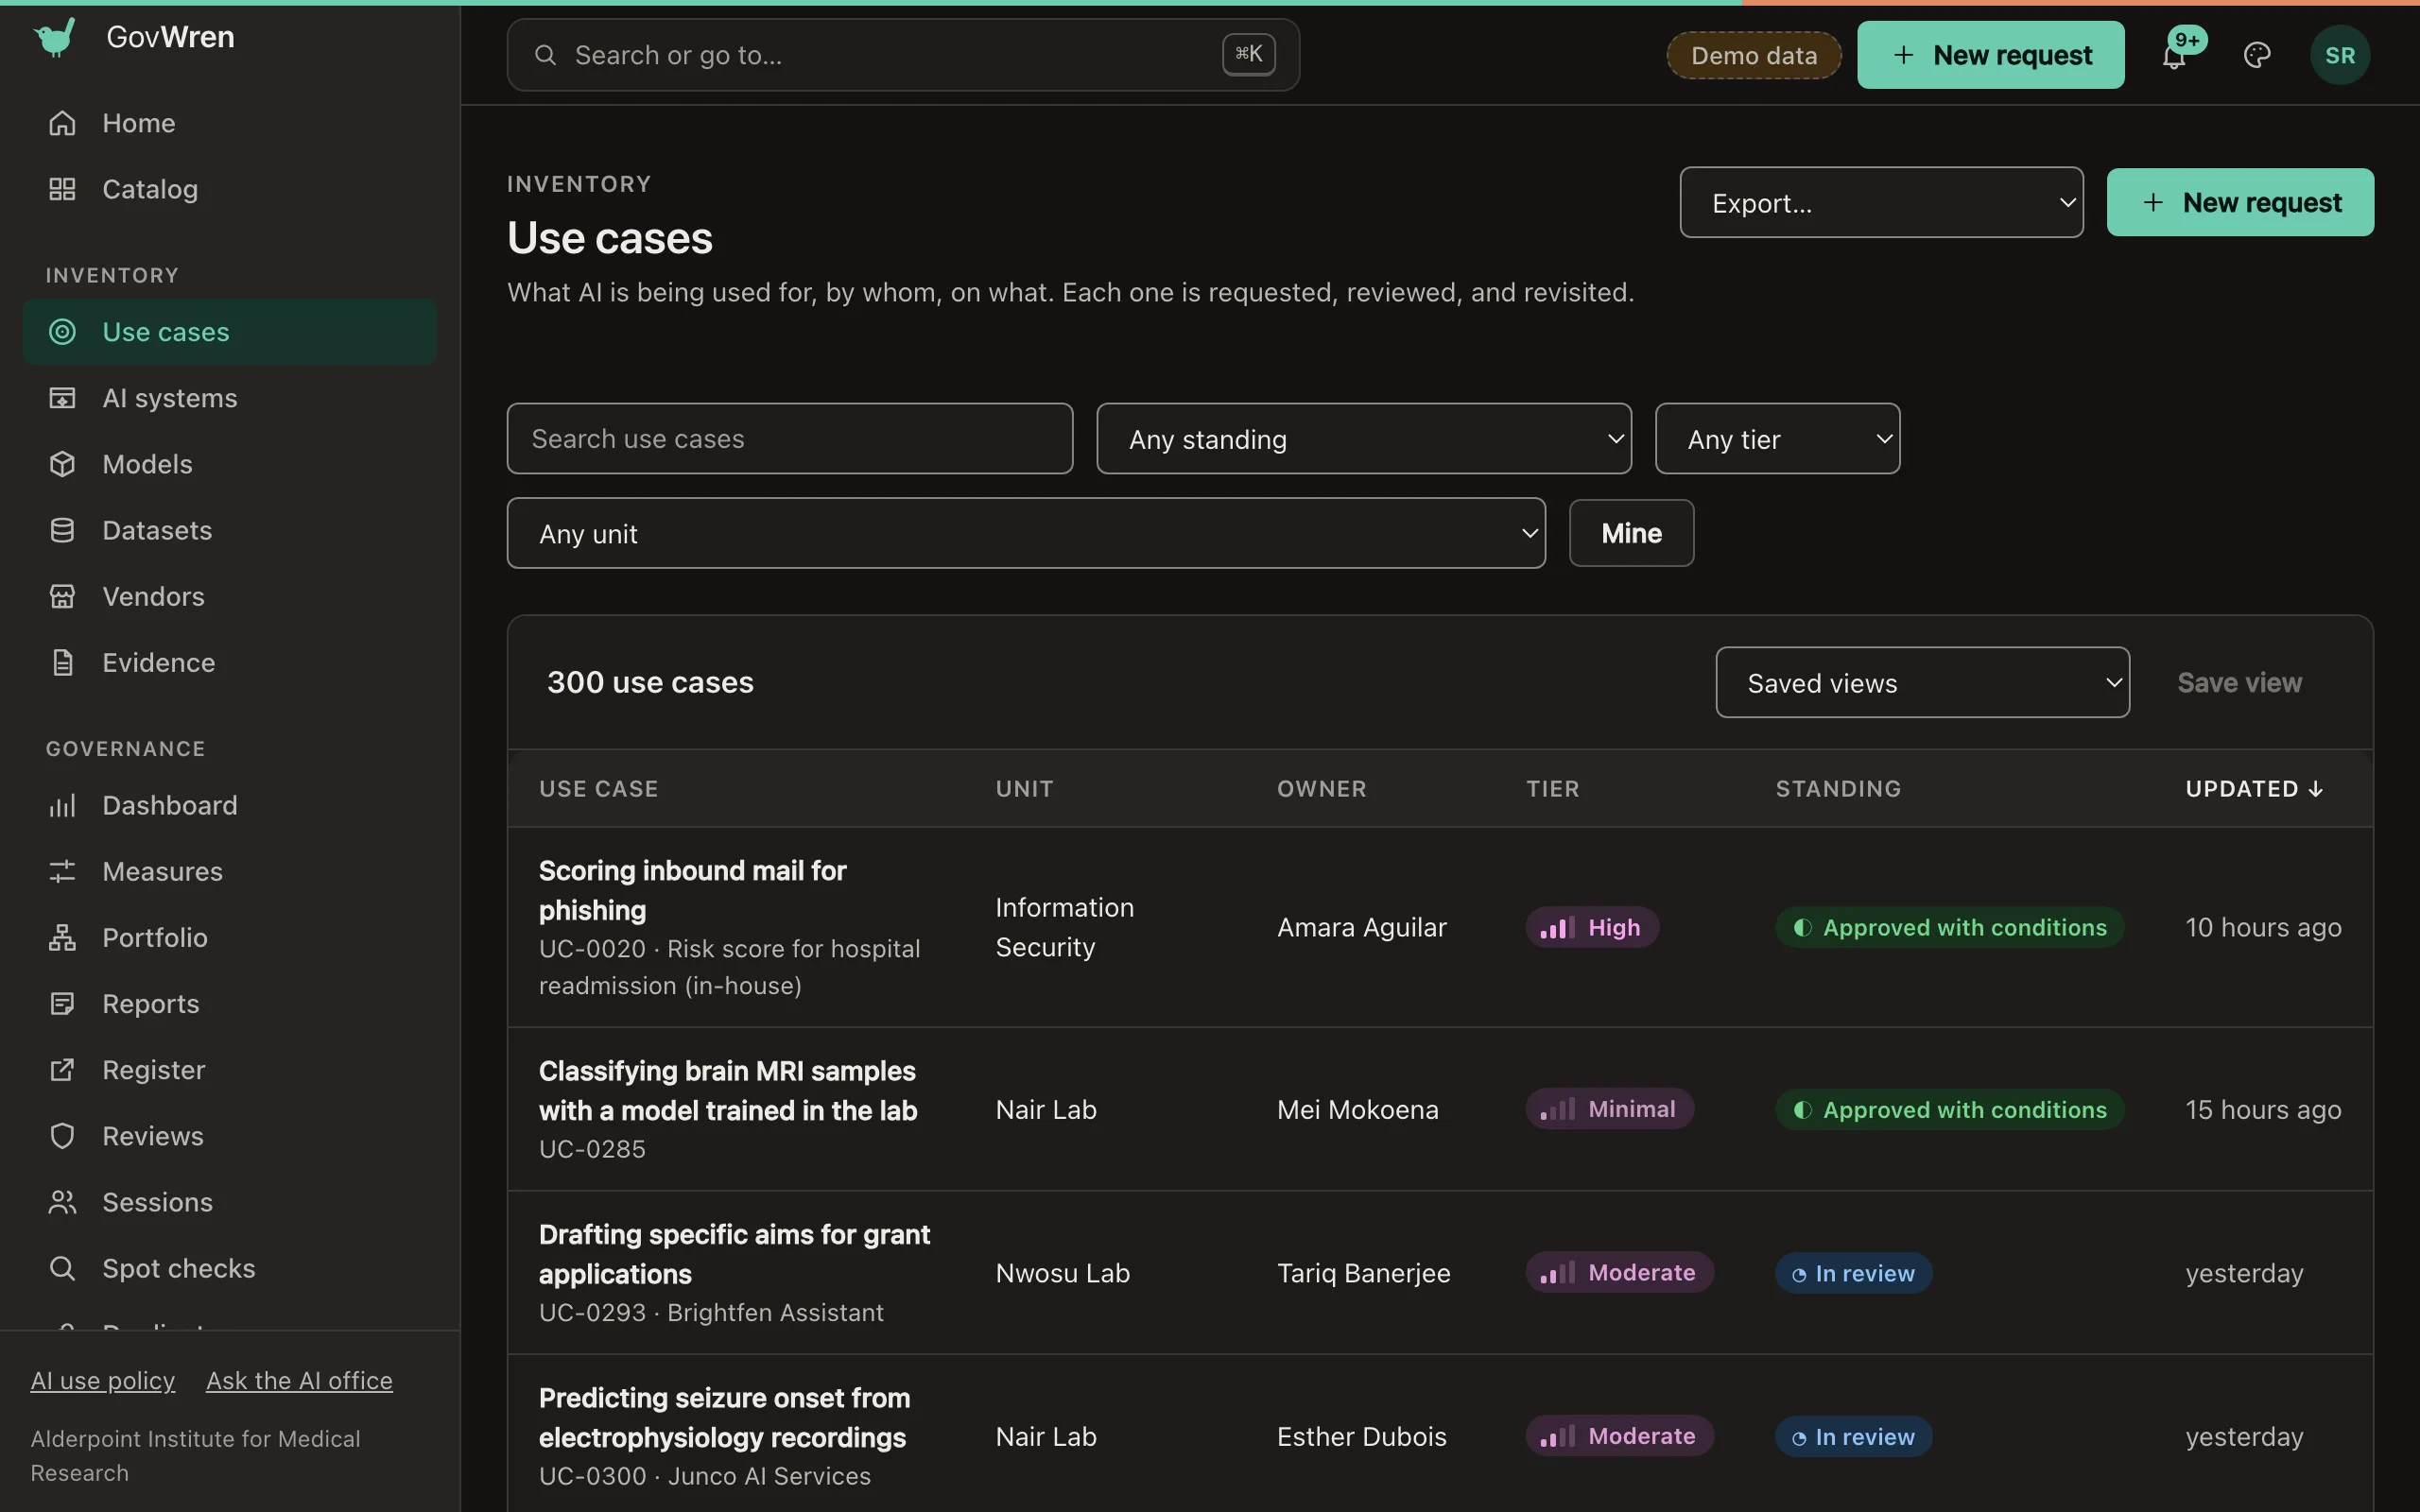 GovWren
Search or go to...
⌘K
Demo data
+ New request
9+
SR
Home
Catalog
INVENTORY
Use cases
AI systems
Models
Datasets
Vendors
Evidence
GOVERNANCE
Dashboard
Measures
Portfolio
Reports
Register
Reviews
Sessions
Spot checks
AI use policy
Ask the AI office
Alderpoint Institute for Medical
Research
INVENTORY
Use cases
What AI is being used for, by whom, on what. Each one is requested, reviewed, and revisited.
Export...
+ New request
Search use cases
Any standing
Any tier
Any unit
Mine
300 use cases
Saved views
Save view
USE CASE UNIT OWNER TIER STANDING UPDATED ↓
Scoring inbound mail for
phishing
UC-0020 · Risk score for hospital
readmission (in-house)
Information
Security
Amara Aguilar
High
Approved with conditions
10 hours ago
Classifying brain MRI samples
with a model trained in the lab
UC-0285
Nair Lab
Mei Mokoena
Minimal
Approved with conditions
15 hours ago
Drafting specific aims for grant
applications
UC-0293 · Brightfen Assistant
Nwosu Lab
Tariq Banerjee
Moderate
In review
yesterday
Predicting seizure onset from
electrophysiology recordings
UC-0300 · Junco AI Services
Nair Lab
Esther Dubois
Moderate
In review
yesterday